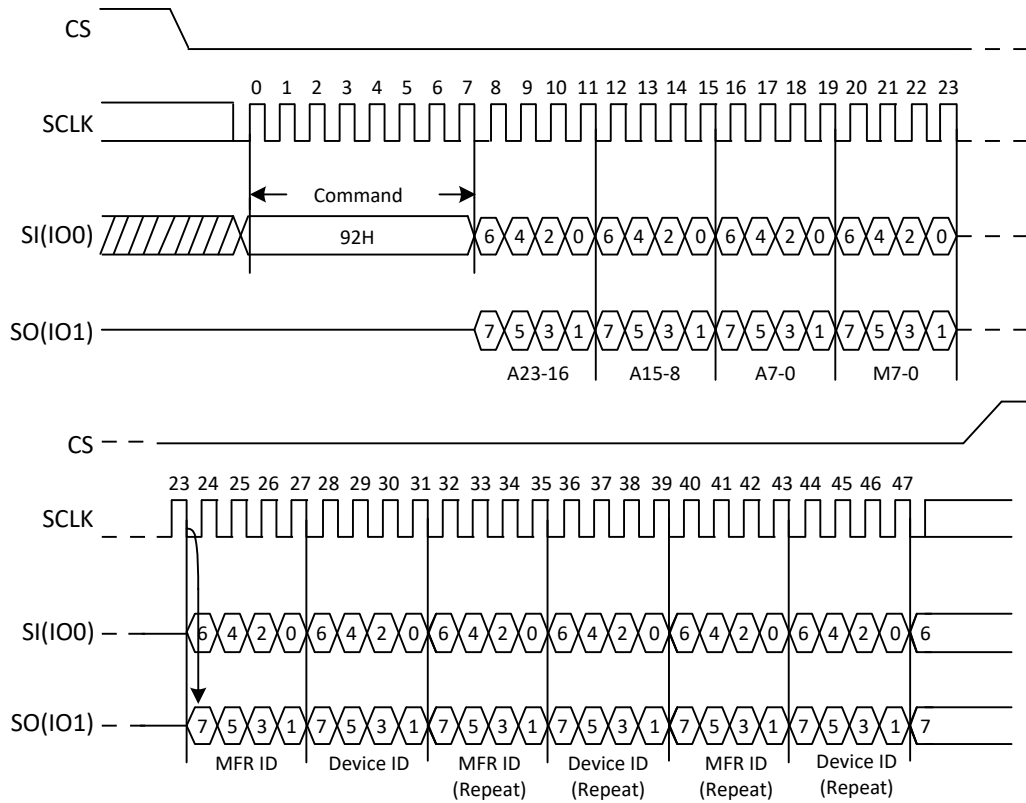 CS
0 1 2 3 4 5 6 7 8 9 10 11 12 13 14 15 16 17 18 19 20 21 22 23
SCLK
Command
SI(IO0) 92H 6 4 2 0 6 4 2 0 6 4 2 0 6 4 2 0
SO(IO1) 7 5 3 1 7 5 3 1 7 5 3 1 7 5 3 1
A23-16 A15-8 A7-0 M7-0
CS
23 24 25 26 27 28 29 30 31 32 33 34 35 36 37 38 39 40 41 42 43 44 45 46 47
SCLK
SI(IO0) 6 4 2 0 6 4 2 0 6 4 2 0 6 4 2 0 6 4 2 0 6 4 2 0 6
SO(IO1) 7 5 3 1 7 5 3 1 7 5 3 1 7 5 3 1 7 5 3 1 7 5 3 1 7
MFR ID Device ID MFR ID Device ID MFR ID Device ID
(Repeat) (Repeat) (Repeat) (Repeat)